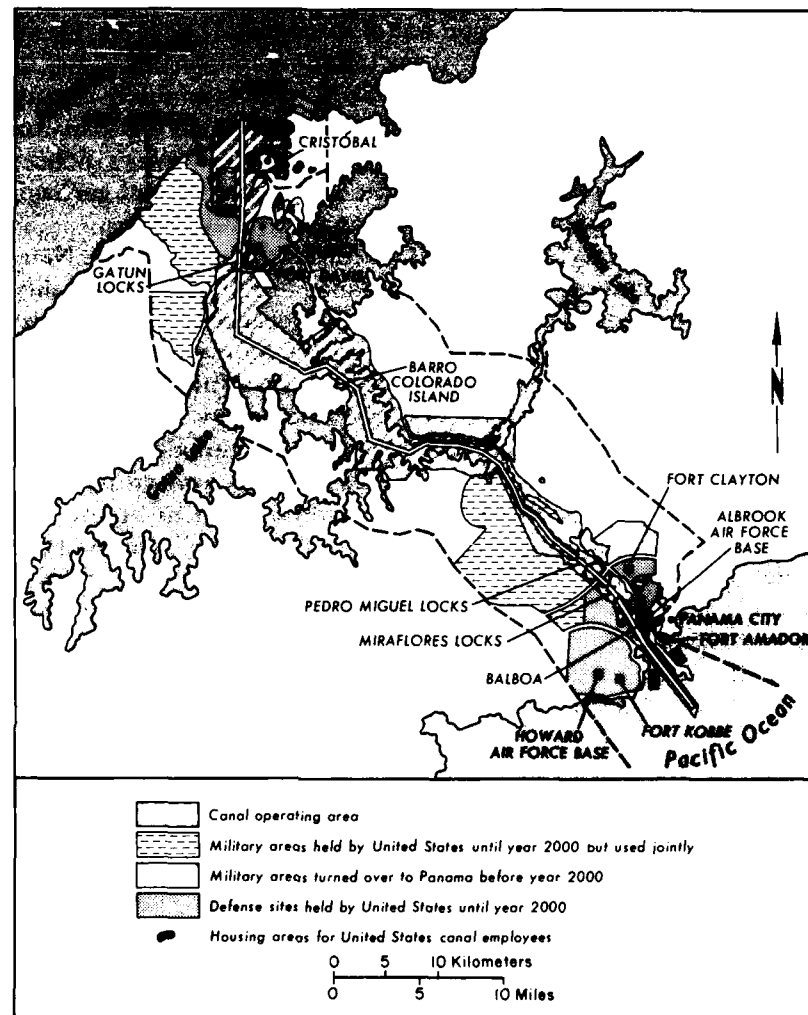 CRISTÓBAL
GATUN
LOCKS
BARRO
COLORADO
ISLAND
N
Gatun Lake
FORT CLAYTON
ALBROOK
AIR FORCE
BASE
PEDRO MIGUEL LOCKS
PANAMA CITY
MIRAFLORES LOCKS
FORT AMADOR
BALBOA
HOWARD
AIR FORCE BASE
FORT KOBBE
Pacific Ocean
Canal operating area
Military areas held by United States until year 2000 but used jointly
Military areas turned over to Panama before year 2000
Defense sites held by United States until year 2000
Housing areas for United States canal employees
0 5 10 Kilometers
0 5 10 Miles